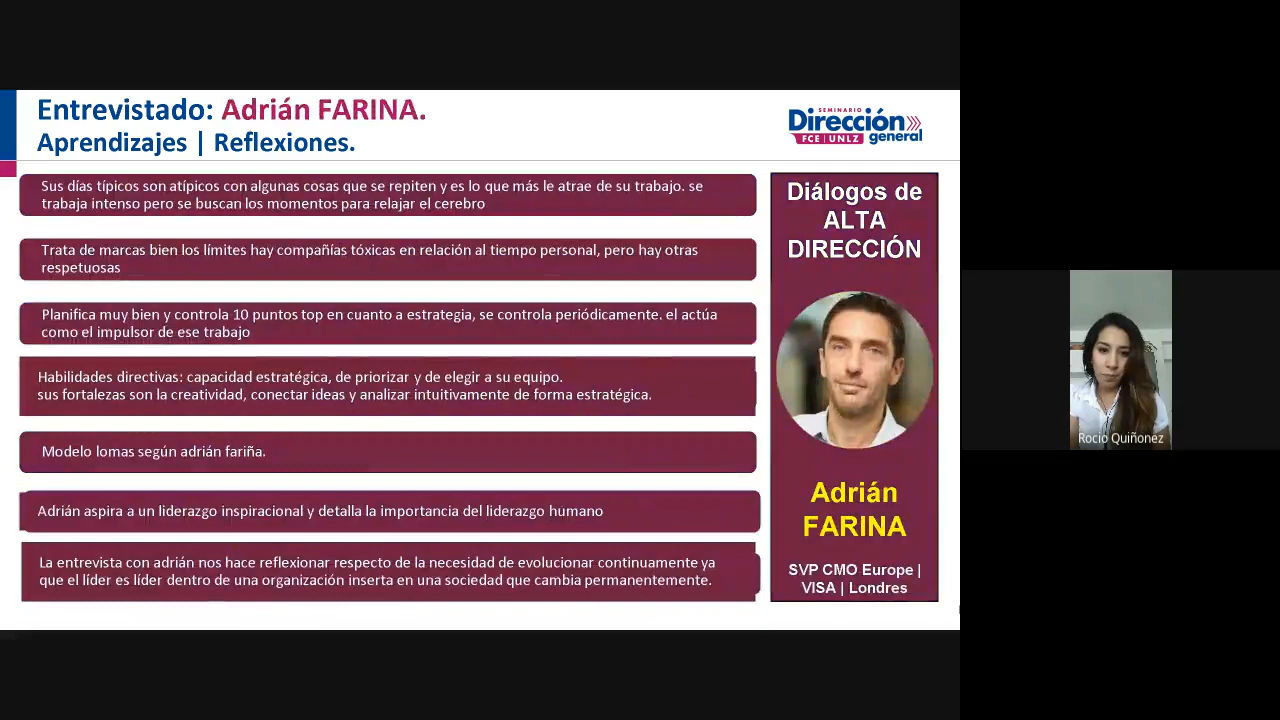 Entrevistado: Adrián FARINA.
Aprendizajes | Reflexiones.
SEMINARIO
Dirección
FCE | UNLZ general
Sus días típicos son atípicos con algunas cosas que se repiten y es lo que más le atrae de su trabajo. se
trabaja intenso pero se buscan los momentos para relajar el cerebro
Trata de marcas bien los límites hay compañías tóxicas en relación al tiempo personal, pero hay otras
respetuosas
Planifica muy bien y controla 10 puntos top en cuanto a estrategia, se controla periódicamente. el actúa
como el impulsor de ese trabajo
Habilidades directivas: capacidad estratégica, de priorizar y de elegir a su equipo.
sus fortalezas son la creatividad, conectar ideas y analizar intuitivamente de forma estratégica.
Modelo lomas según adrián fariña.
Adrián aspira a un liderazgo inspiracional y detalla la importancia del liderazgo humano
La entrevista con adrián nos hace reflexionar respecto de la necesidad de evolucionar continuamente ya
que el líder es líder dentro de una organización inserta en una sociedad que cambia permanentemente.
Diálogos de
ALTA
DIRECCIÓN
Adrián
FARINA
SVP CMO Europe |
VISA | Londres
Rocio Quiñonez